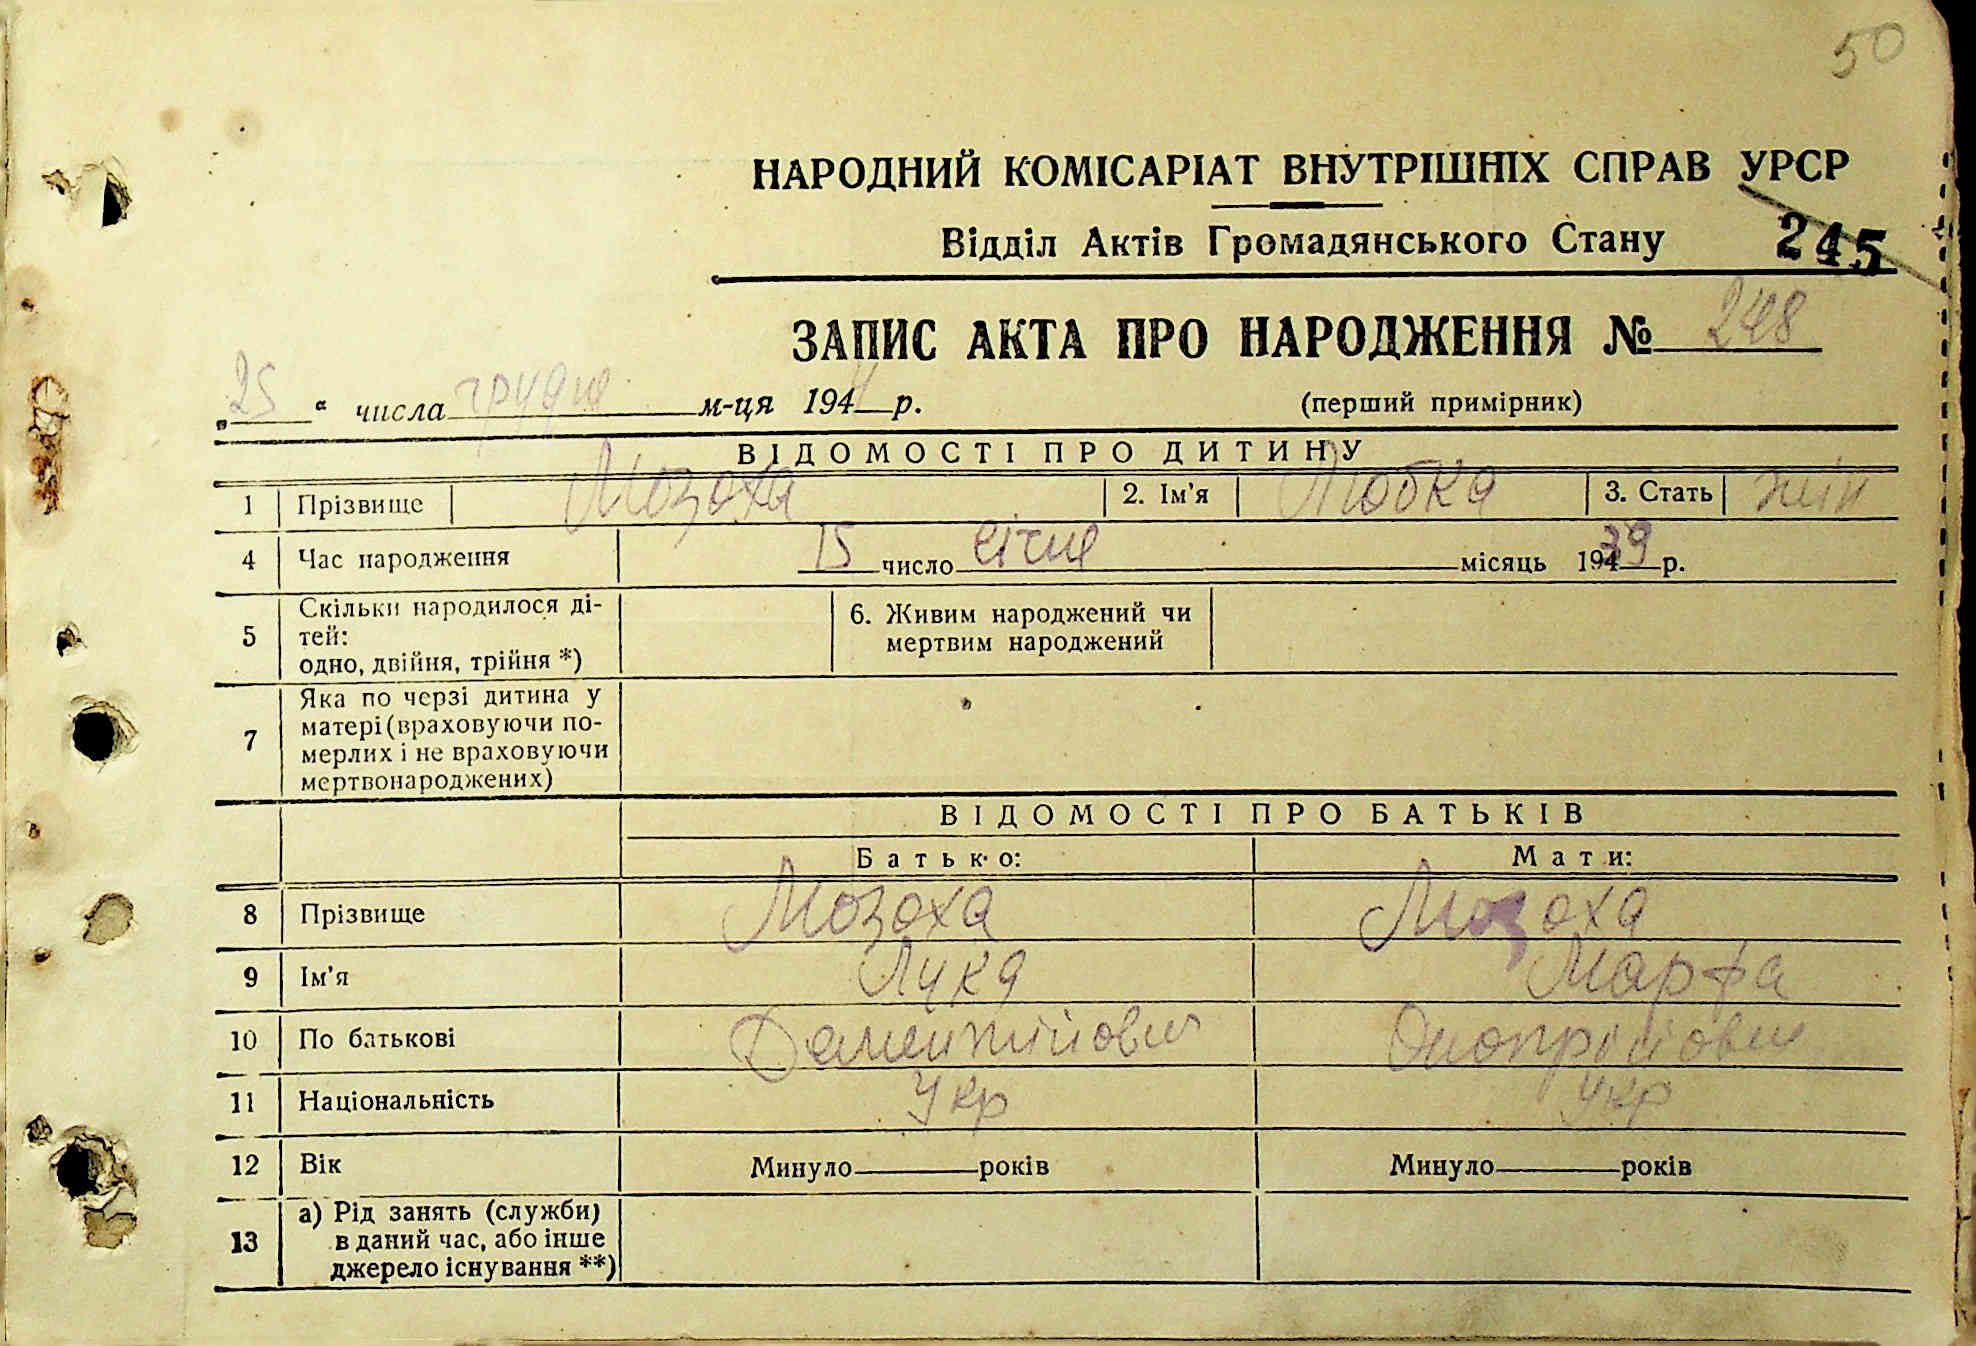 50
НАРОДНИЙ КОМІСАРІАТ ВНУТРІШНІХ СПРАВ УРСР
Відділ Актів Громадянського Стану 245
ЗАПИС АКТА ПРО НАРОДЖЕННЯ № 248
„25“ числа грудня м-ця 1944 р. (перший примірник)
ВІДОМОСТІ ПРО ДИТИНУ
1 Прізвище Мозоха 2. Ім'я Любка 3. Стать жін
4 Час народження 15 число січня місяць 1939 р.
5 Скільки народилося ді-
тей:
одно, двійня, трійня *)
6. Живим народжений чи
мертвим народжений
7 Яка по черзі дитина у
матері (враховуючи по-
мерлих і не враховуючи
мертвонароджених)
ВІДОМОСТІ ПРО БАТЬКІВ
Батько: Мати:
8 Прізвище Мозоха Мозоха
9 Ім'я Лука Марфа
10 По батькові
11 Національність Укр Укр
12 Вік Минуло років Минуло років
13 а) Рід занять (служби)
в даний час, або інше
джерело існування **)